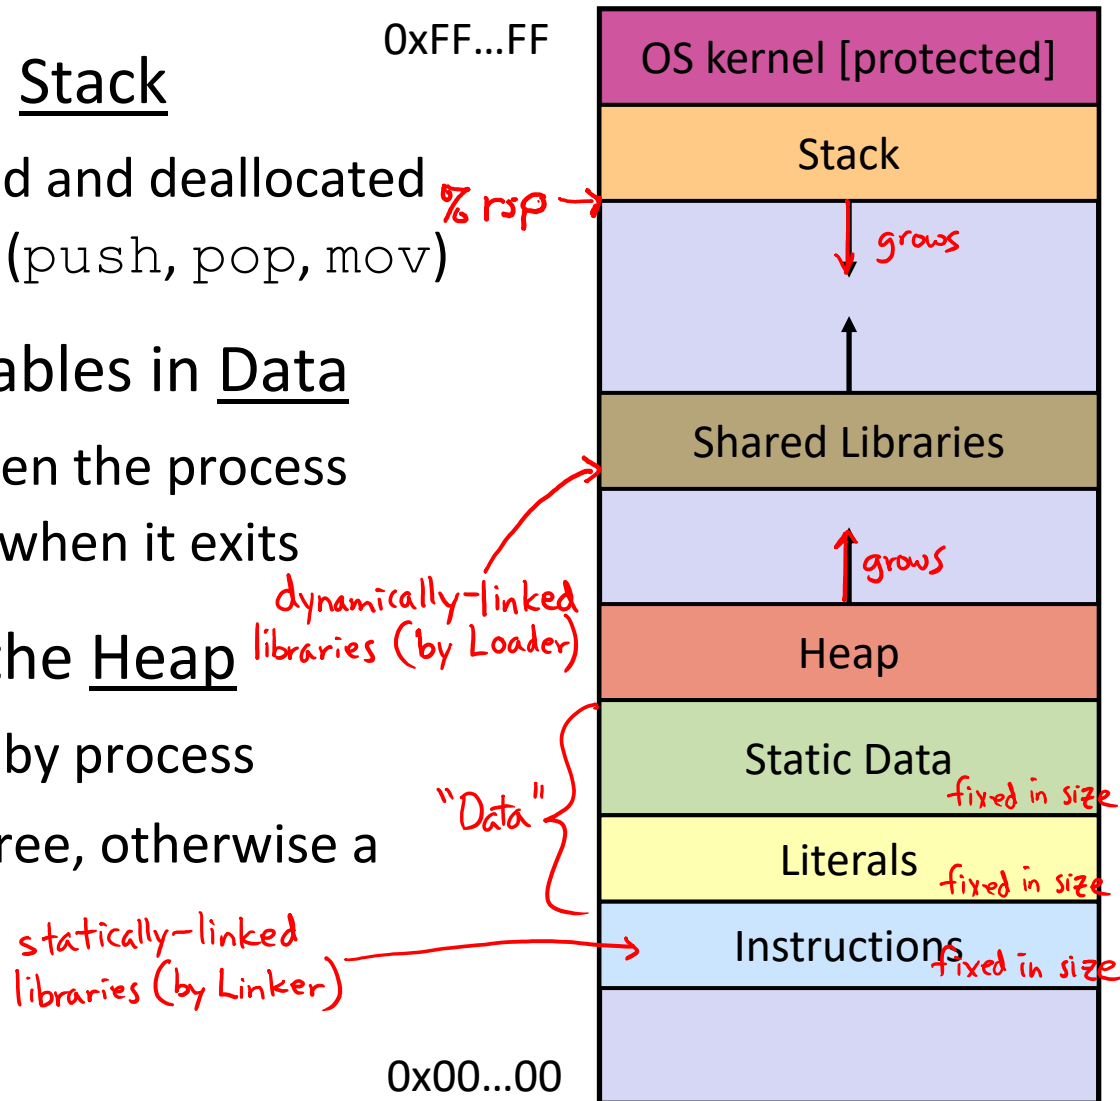 Stack
d and deallocated
(push, pop, mov)
ables in Data
en the process
when it exits
the Heap
by process
ree, otherwise a
0xFF…FF
OS kernel [protected]
Stack
% rsp
grows
Shared Libraries
dynamically-linked
libraries (by Loader)
grows
Heap
"Data"
Static Data
fixed in size
Literals
fixed in size
statically-linked
libraries (by Linker)
Instructions
fixed in size
0x00…00